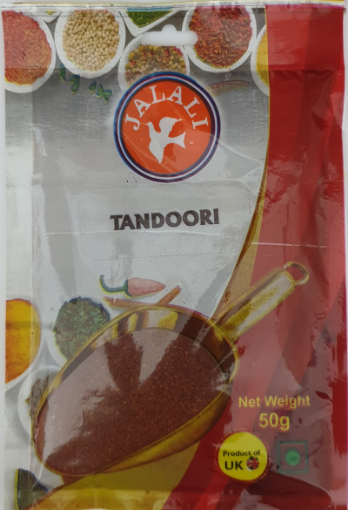 JALALI
TANDOORI
Net Weight
50g
Product of
UK